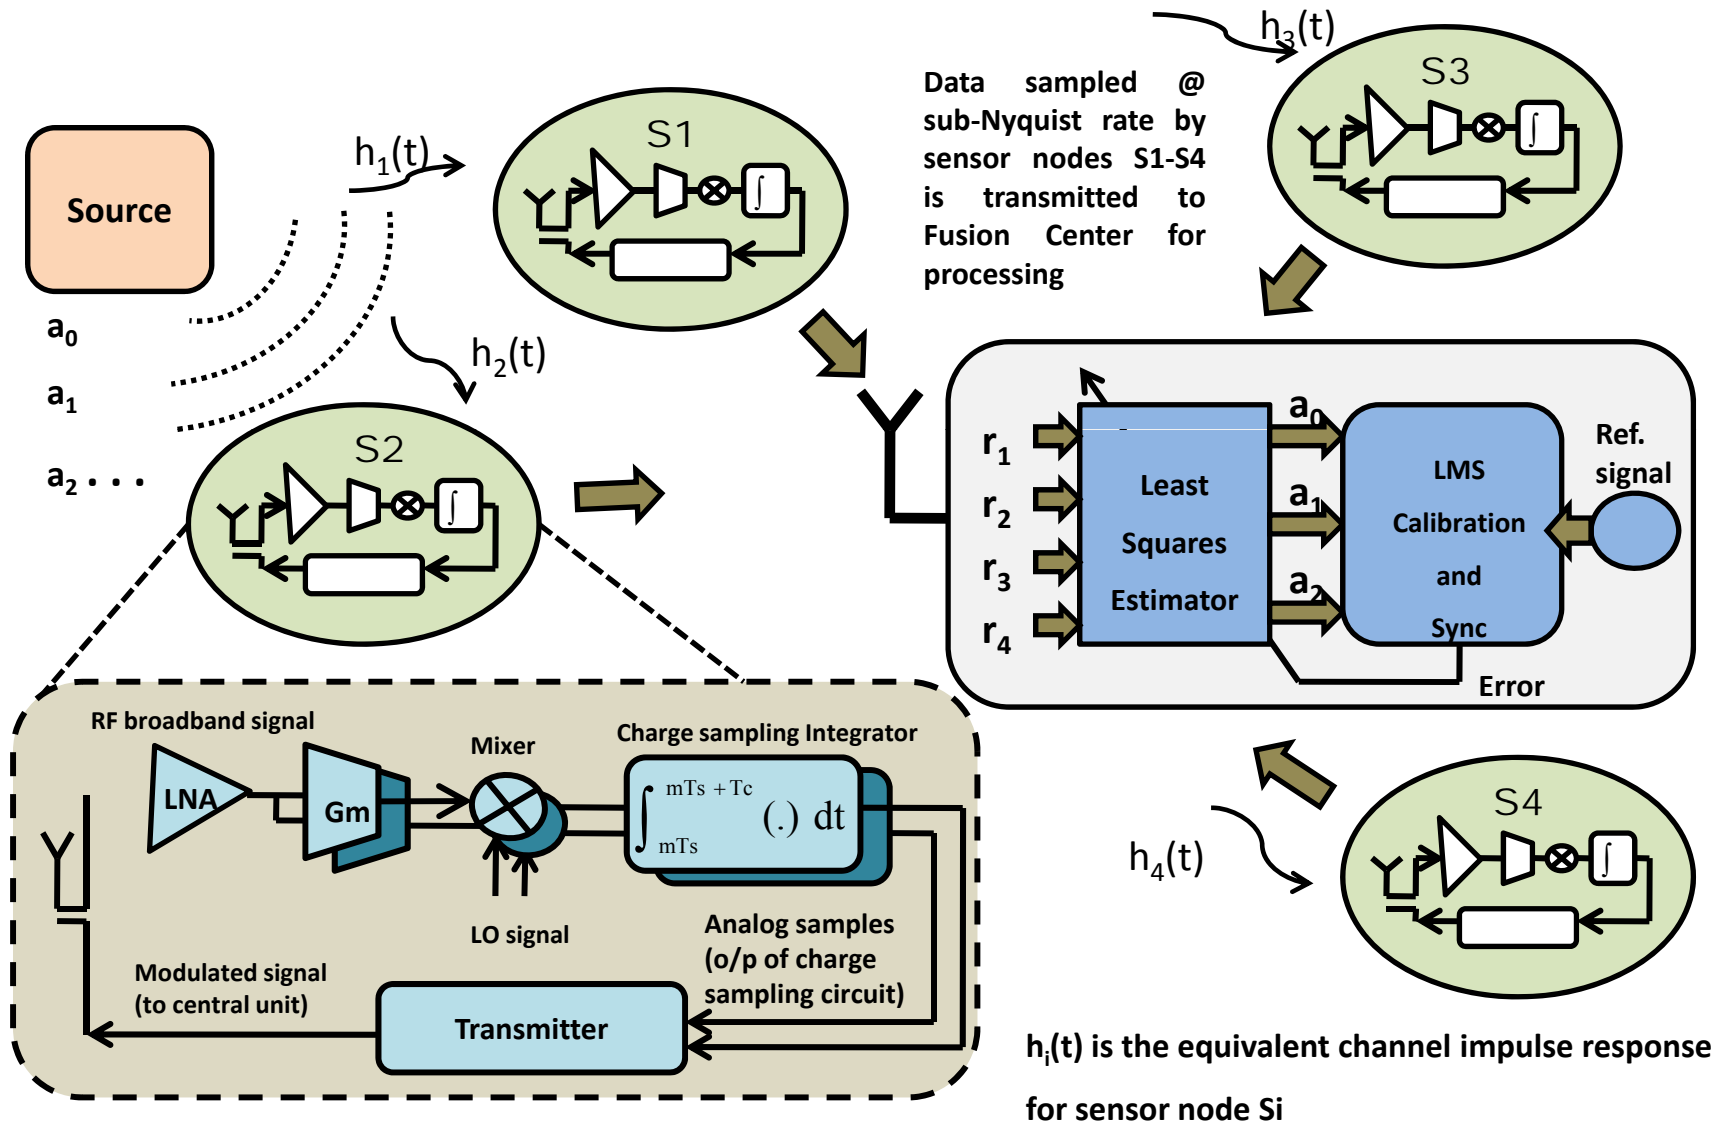 h3(t)
S3
Data sampled @
sub-Nyquist rate by
sensor nodes S1-S4
is transmitted to
Fusion Center for
processing
S1
h1(t)
Source
∫
∫
a0
a1
a2 . . .
h2(t)
S2
∫
r1
r2
r3
r4
Least
Squares
Estimator
a0
a1
a2
LMS
Calibration
and
Sync
Ref.
signal
Error
RF broadband signal
LNA
Gm
Mixer
LO signal
Charge sampling Integrator
∫ mTs + Tc
mTs
(.) dt
Analog samples
(o/p of charge
sampling circuit)
Modulated signal
(to central unit)
Transmitter
h4(t)
S4
∫
hi(t) is the equivalent channel impulse response
for sensor node Si